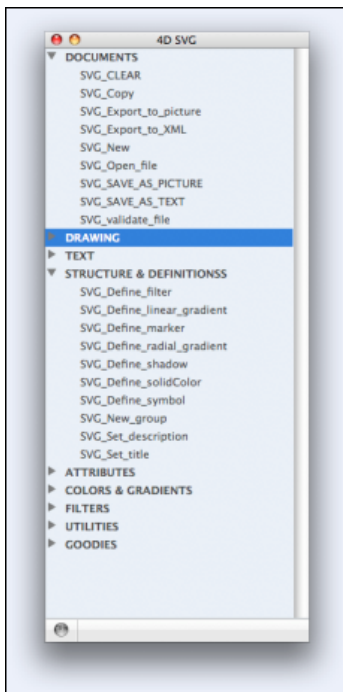 4D SVG
DOCUMENTS
SVG_CLEAR
SVG_Copy
SVG_Export_to_picture
SVG_Export_to_XML
SVG_New
SVG_Open_file
SVG_SAVE_AS_PICTURE
SVG_SAVE_AS_TEXT
SVG_validate_file
DRAWING
TEXT
STRUCTURE & DEFINITIONSS
SVG_Define_filter
SVG_Define_linear_gradient
SVG_Define_marker
SVG_Define_radial_gradient
SVG_Define_shadow
SVG_Define_solidColor
SVG_Define_symbol
SVG_New_group
SVG_Set_description
SVG_Set_title
ATTRIBUTES
COLORS & GRADIENTS
FILTERS
UTILITIES
GOODIES